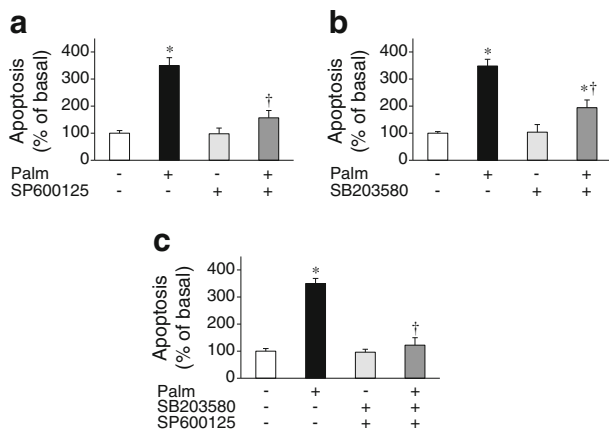 a
Apoptosis
(% of basal)
400
300
200
100
0
*
†
Palm - + - +
SP600125 - - + +
b
Apoptosis
(% of basal)
400
300
200
100
0
*
*†
Palm - + - +
SB203580 - - + +
c
Apoptosis
(% of basal)
400
300
200
100
0
*
†
Palm - + - +
SB203580 - - + +
SP600125 - - + +